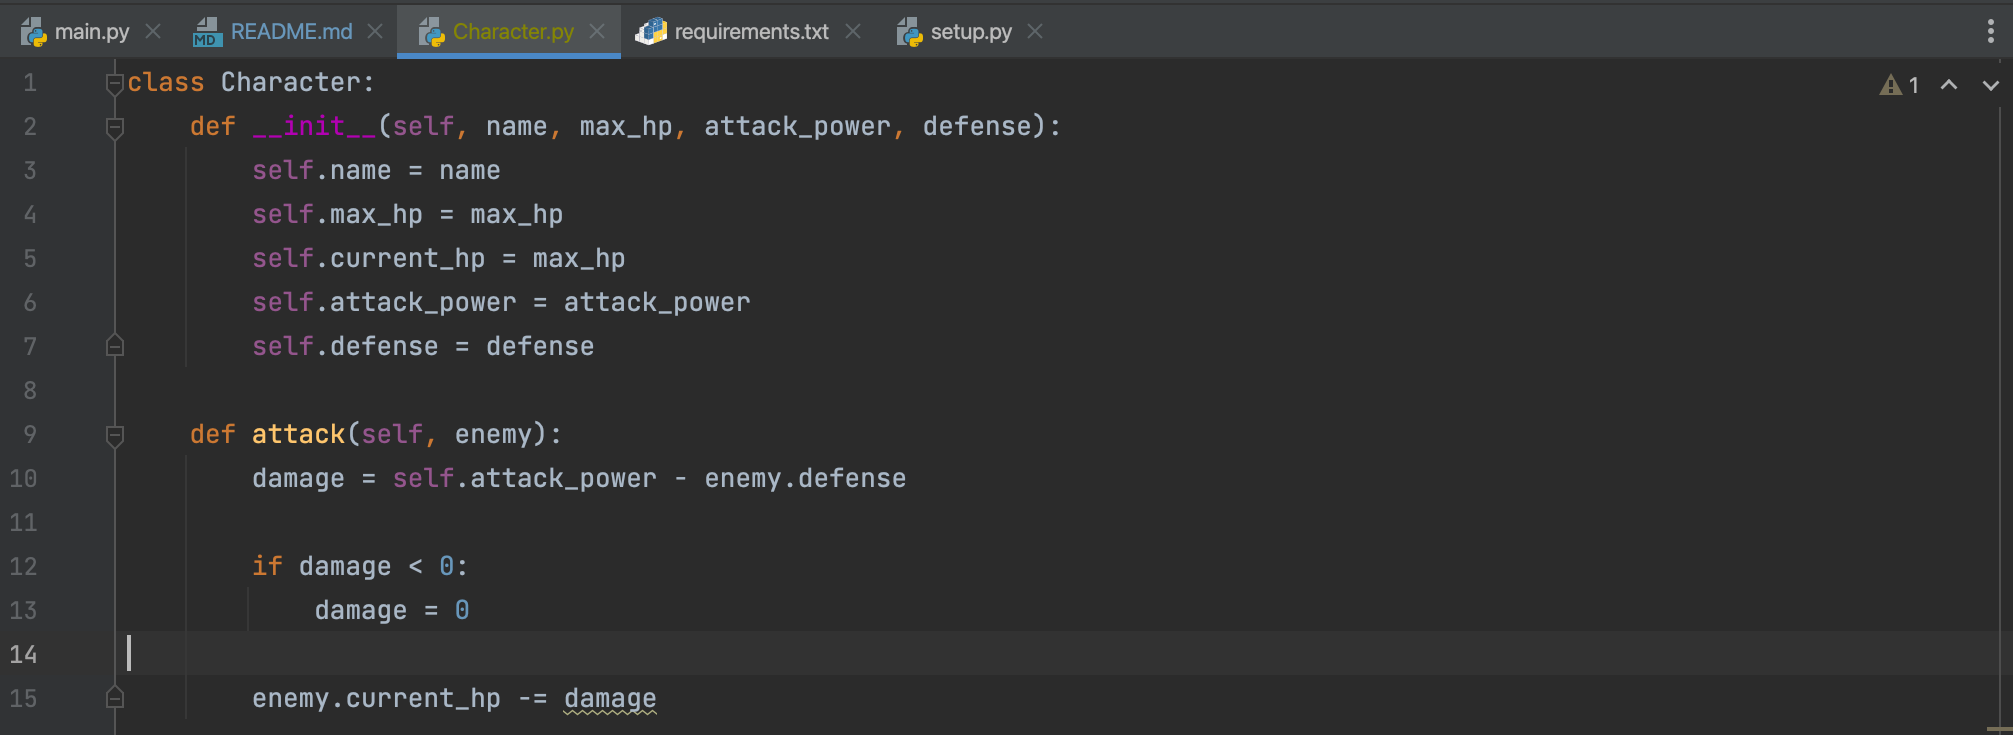 main.py README.md Character.py requirements.txt setup.py
1 class Character: 1
2 def __init__(self, name, max_hp, attack_power, defense):
3 self.name = name
4 self.max_hp = max_hp
5 self.current_hp = max_hp
6 self.attack_power = attack_power
7 self.defense = defense
8
9 def attack(self, enemy):
10 damage = self.attack_power - enemy.defense
11
12 if damage < 0:
13 damage = 0
14
15 enemy.current_hp -= damage